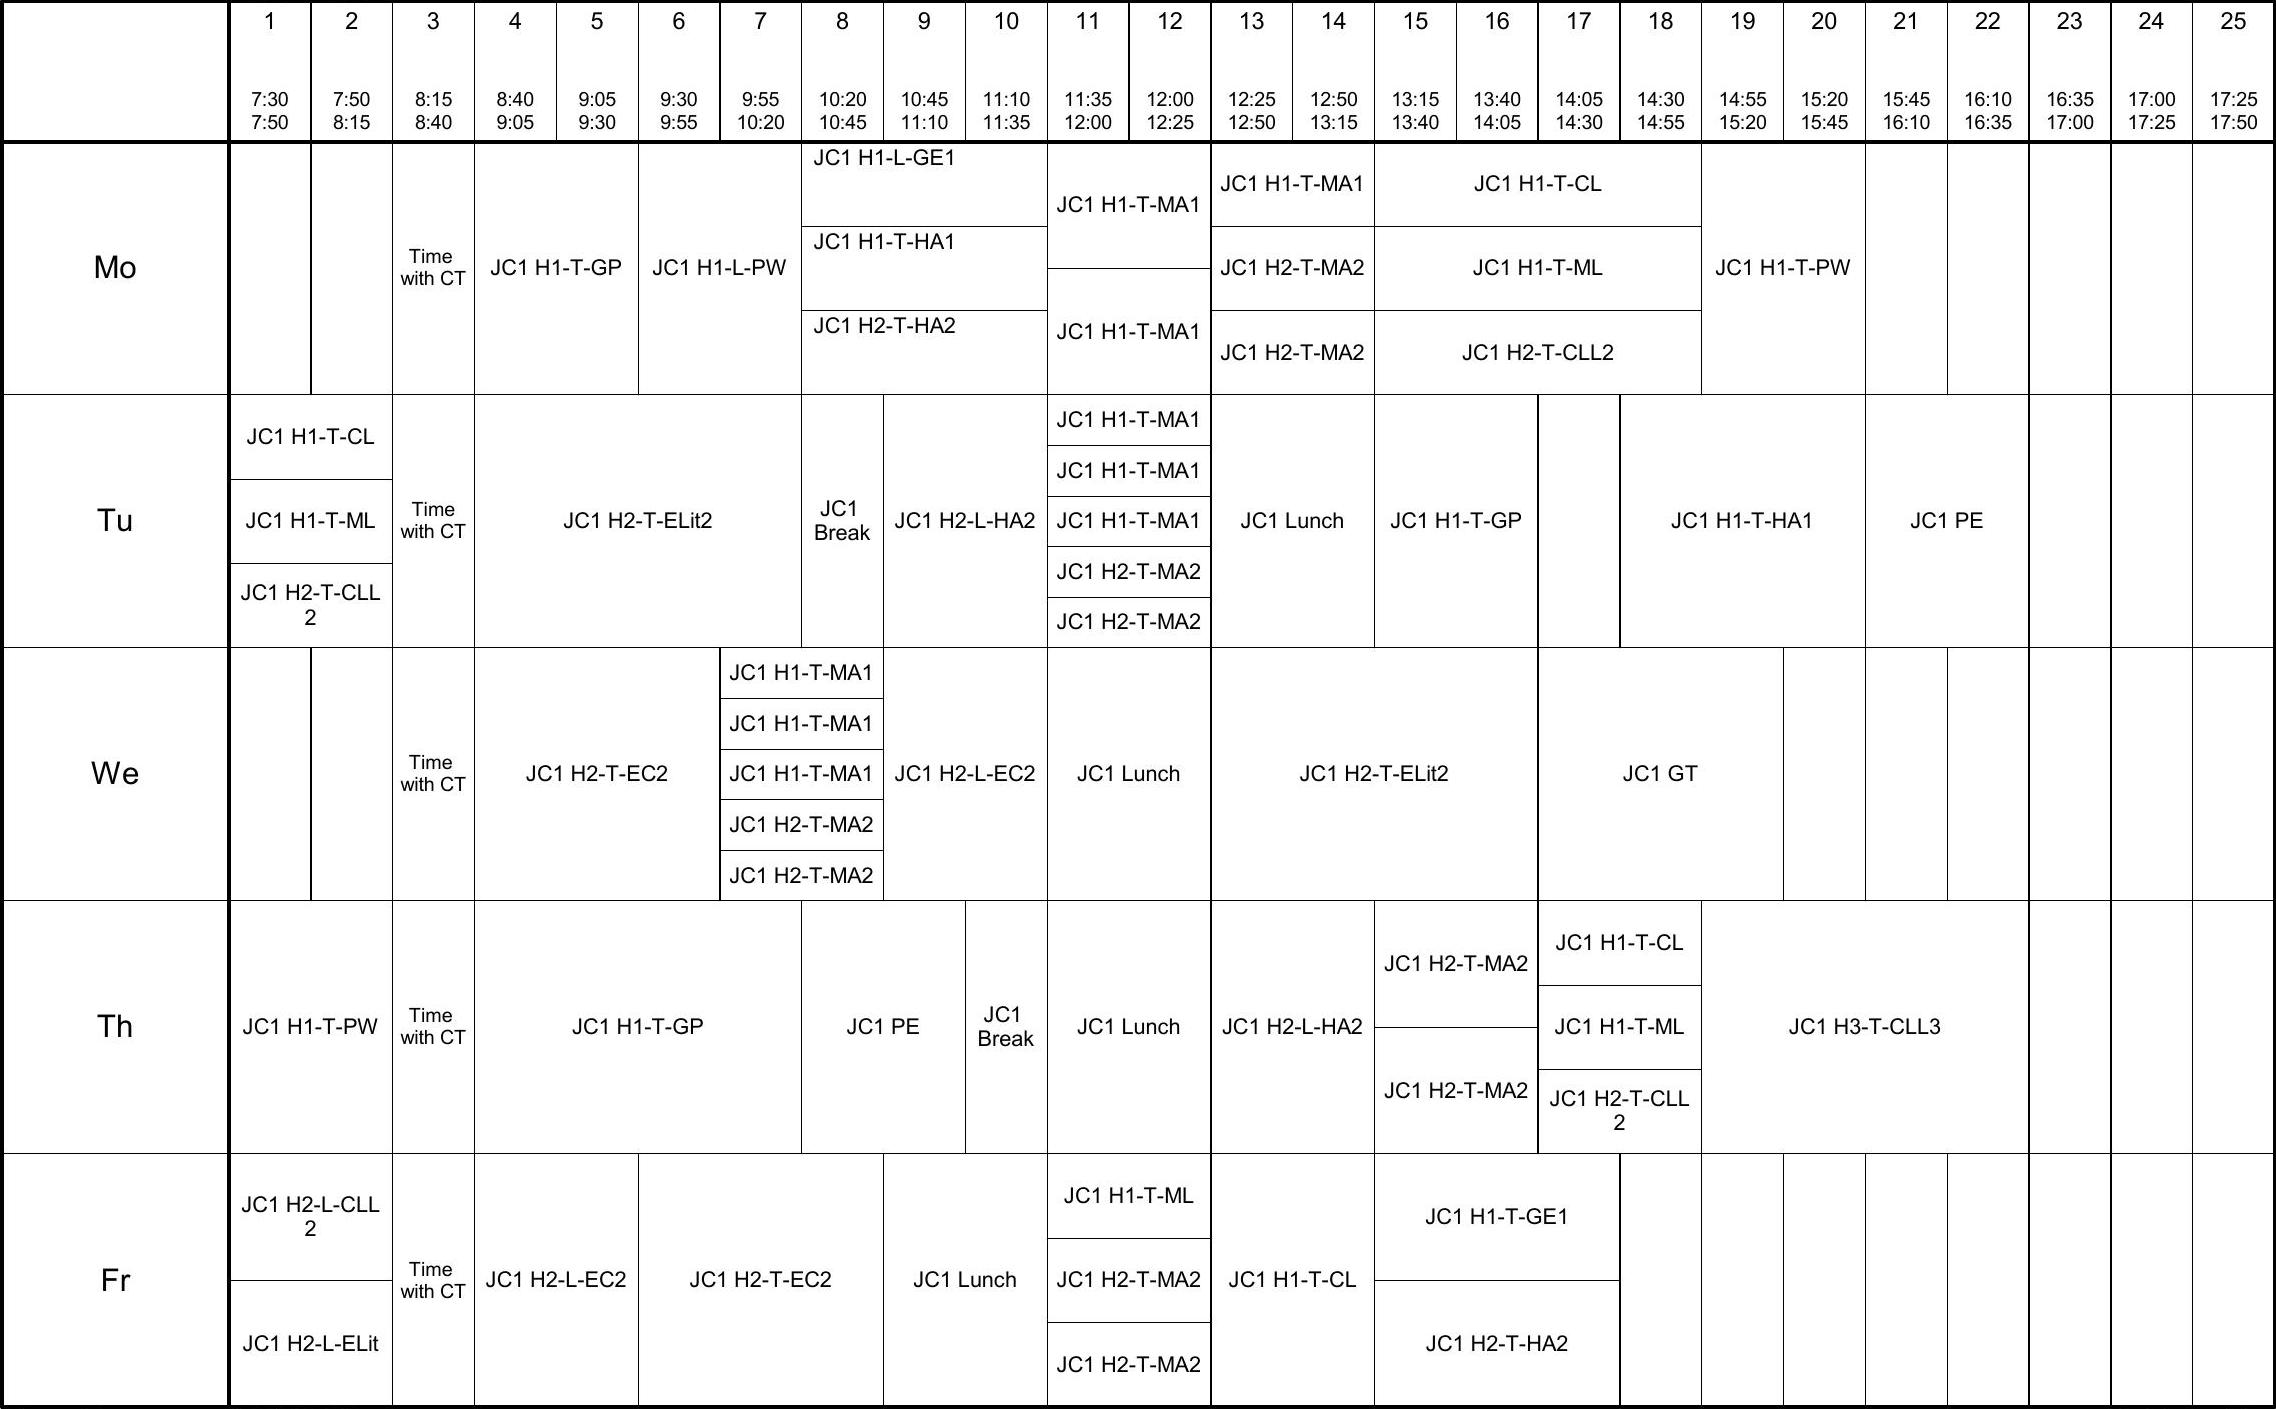 1 2 3 4 5 6 7 8 9 10 11 12 13 14 15 16 17 18 19 20 21 22 23 24 25
7:30 7:50 8:15 8:40 9:05 9:30 9:55 10:20 10:45 11:10 11:35 12:00 12:25 12:50 13:15 13:40 14:05 14:30 14:55 15:20 15:45 16:10 16:35 17:00 17:25
7:50 8:15 8:40 9:05 9:30 9:55 10:20 10:45 11:10 11:35 12:00 12:25 12:50 13:15 13:40 14:05 14:30 14:55 15:20 15:45 16:10 16:35 17:00 17:25 17:50
Mo
Time
with CT
JC1 H1-T-GP
JC1 H1-L-PW
JC1 H1-L-GE1
JC1 H1-T-HA1
JC1 H2-T-HA2
JC1 H1-T-MA1
JC1 H1-T-MA1
JC1 H1-T-MA1
JC1 H2-T-MA2
JC1 H2-T-MA2
JC1 H1-T-CL
JC1 H1-T-ML
JC1 H2-T-CLL2
JC1 H1-T-PW
Tu
JC1 H1-T-CL
JC1 H1-T-ML
JC1 H2-T-CLL
2
Time
with CT
JC1 H2-T-ELit2
JC1
Break
JC1 H2-L-HA2
JC1 H1-T-MA1
JC1 H1-T-MA1
JC1 H1-T-MA1
JC1 H2-T-MA2
JC1 H2-T-MA2
JC1 Lunch
JC1 H1-T-GP
JC1 H1-T-HA1
JC1 PE
We
Time
with CT
JC1 H2-T-EC2
JC1 H1-T-MA1
JC1 H1-T-MA1
JC1 H1-T-MA1
JC1 H2-T-MA2
JC1 H2-T-MA2
JC1 H2-L-EC2
JC1 Lunch
JC1 H2-T-ELit2
JC1 GT
Th
JC1 H1-T-PW
Time
with CT
JC1 H1-T-GP
JC1 PE
JC1
Break
JC1 Lunch
JC1 H2-L-HA2
JC1 H2-T-MA2
JC1 H2-T-MA2
JC1 H1-T-CL
JC1 H1-T-ML
JC1 H2-T-CLL
2
JC1 H3-T-CLL3
Fr
JC1 H2-L-CLL
2
JC1 H2-L-ELit
Time
with CT
JC1 H2-L-EC2
JC1 H2-T-EC2
JC1 Lunch
JC1 H1-T-ML
JC1 H2-T-MA2
JC1 H2-T-MA2
JC1 H1-T-CL
JC1 H1-T-GE1
JC1 H2-T-HA2